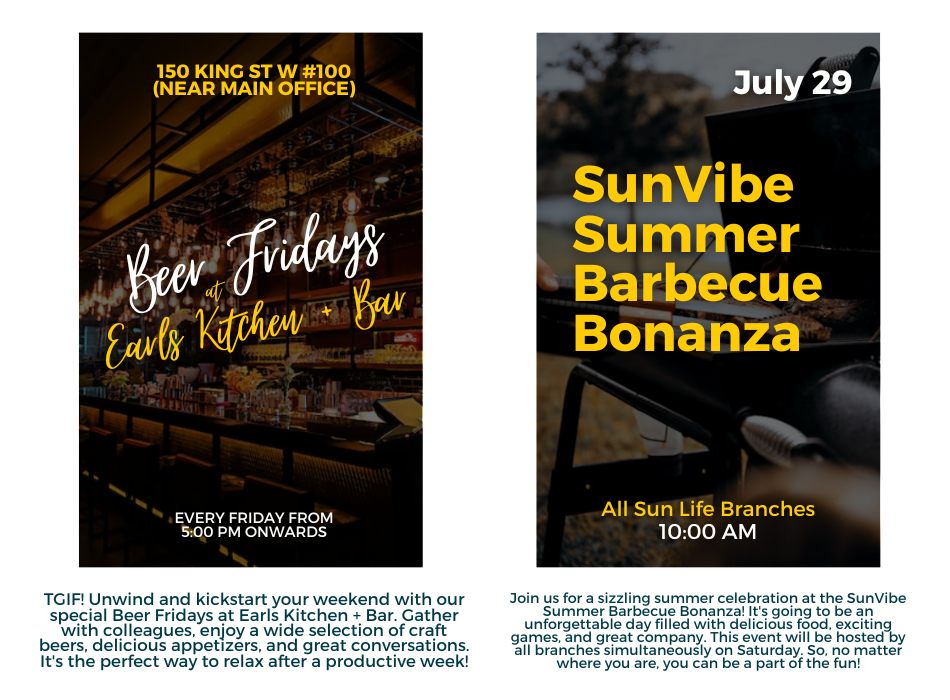 150 KING ST W #100
(NEAR MAIN OFFICE)
Beer Fridays
at
Earls Kitchen + Bar
EVERY FRIDAY FROM
5:00 PM ONWARDS
TGIF! Unwind and kickstart your weekend with our
special Beer Fridays at Earls Kitchen + Bar. Gather
with colleagues, enjoy a wide selection of craft
beers, delicious appetizers, and great conversations.
It's the perfect way to relax after a productive week!
July 29
SunVibe
Summer
Barbecue
Bonanza
All Sun Life Branches
10:00 AM
Join us for a sizzling summer celebration at the SunVibe
Summer Barbecue Bonanza! It's going to be an
unforgettable day filled with delicious food, exciting
games, and great company. This event will be hosted by
all branches simultaneously on Saturday. So, no matter
where you are, you can be a part of the fun!